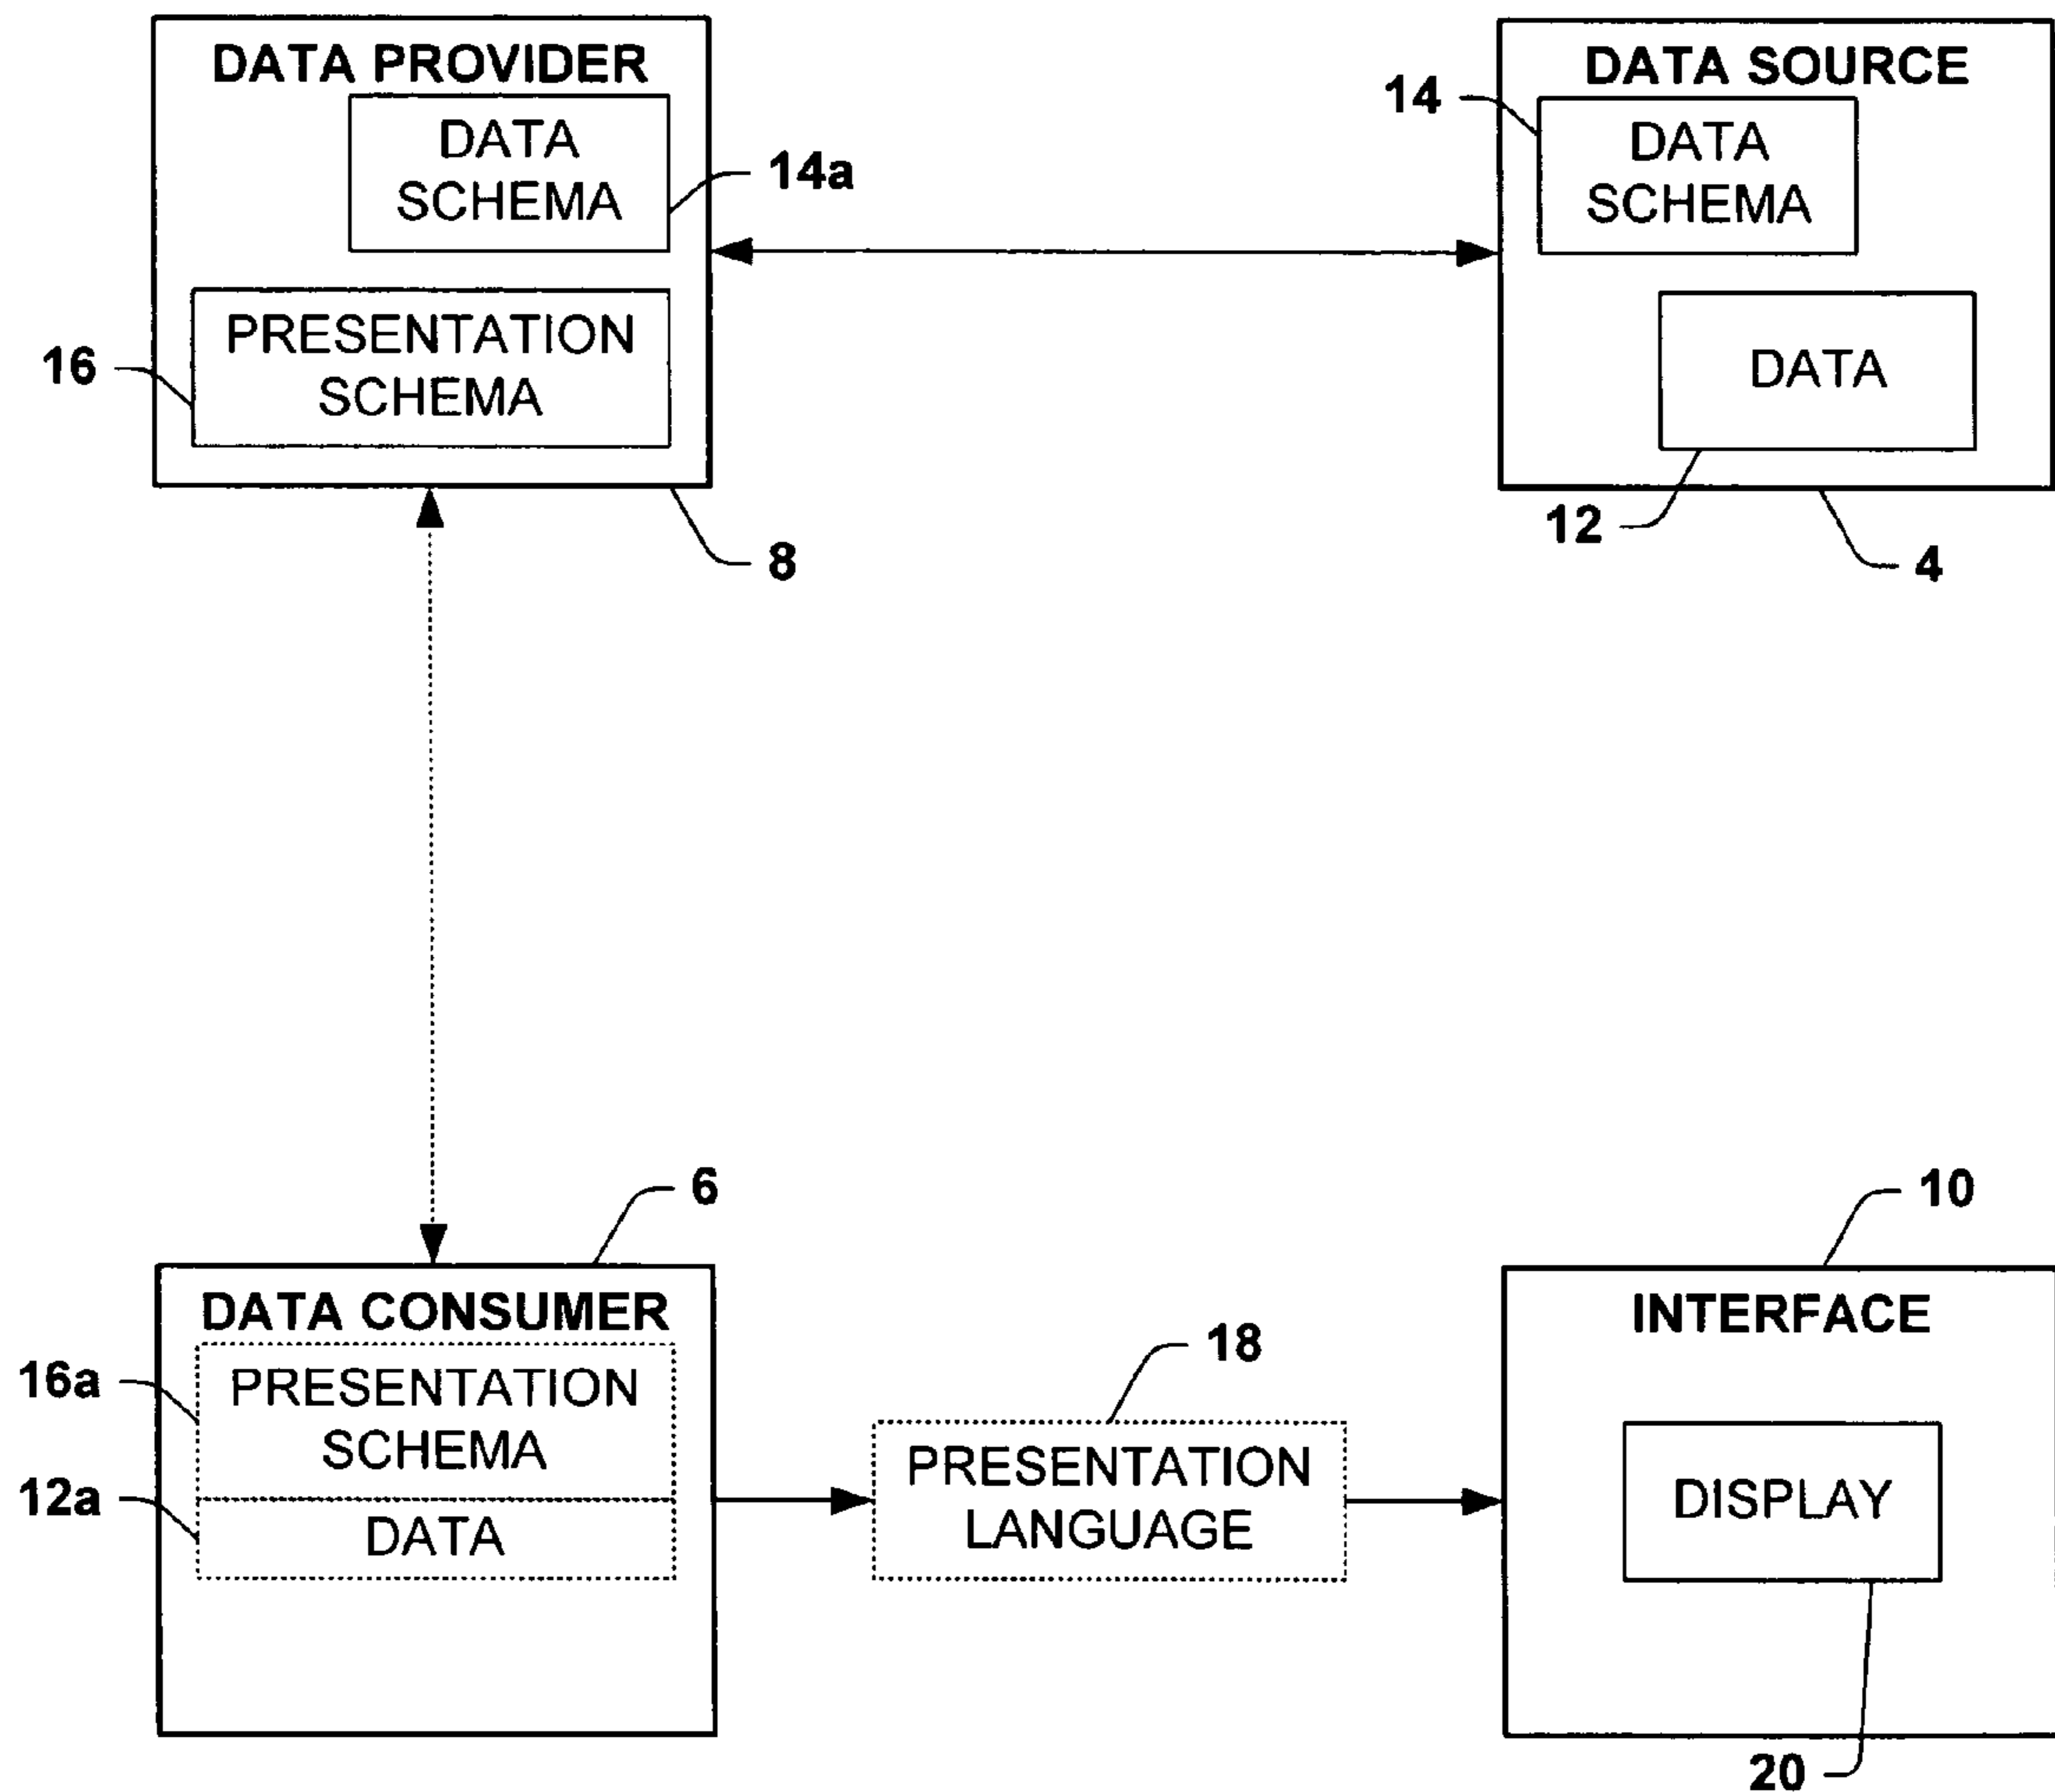 DATA PROVIDER
DATA
SCHEMA
14a
PRESENTATION
SCHEMA
16
8
DATA SOURCE
14
DATA
SCHEMA
DATA
12
4
6
DATA CONSUMER
16a
PRESENTATION
SCHEMA
12a
DATA
18
PRESENTATION
LANGUAGE
10
INTERFACE
DISPLAY
20